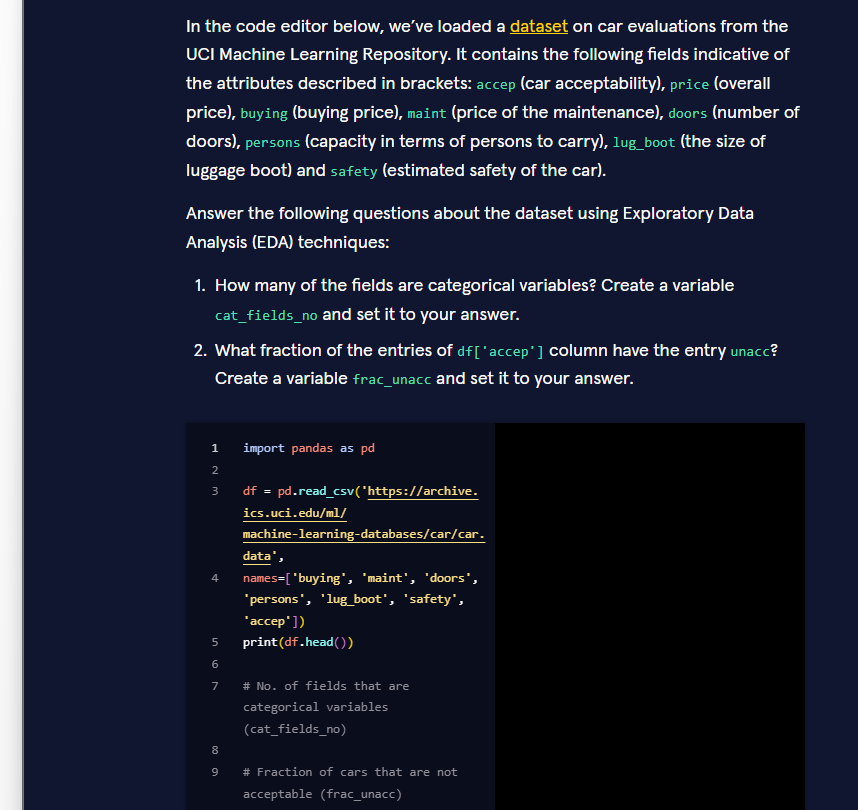 In the code editor below, we’ve loaded a dataset on car evaluations from the
UCI Machine Learning Repository. It contains the following fields indicative of
the attributes described in brackets: accep (car acceptability), price (overall
price), buying (buying price), maint (price of the maintenance), doors (number of
doors), persons (capacity in terms of persons to carry), lug_boot (the size of
luggage boot) and safety (estimated safety of the car).
Answer the following questions about the dataset using Exploratory Data
Analysis (EDA) techniques:
1. How many of the fields are categorical variables? Create a variable
cat_fields_no and set it to your answer.
2. What fraction of the entries of df['accep'] column have the entry unacc?
Create a variable frac_unacc and set it to your answer.
1 import pandas as pd
2
3 df = pd.read_csv('https://archive.
ics.uci.edu/ml/
machine-learning-databases/car/car.
data',
4 names=['buying', 'maint', 'doors',
'persons', 'lug_boot', 'safety',
'accep'])
5 print(df.head())
6
7 # No. of fields that are
categorical variables
(cat_fields_no)
8
9 # Fraction of cars that are not
acceptable (frac_unacc)